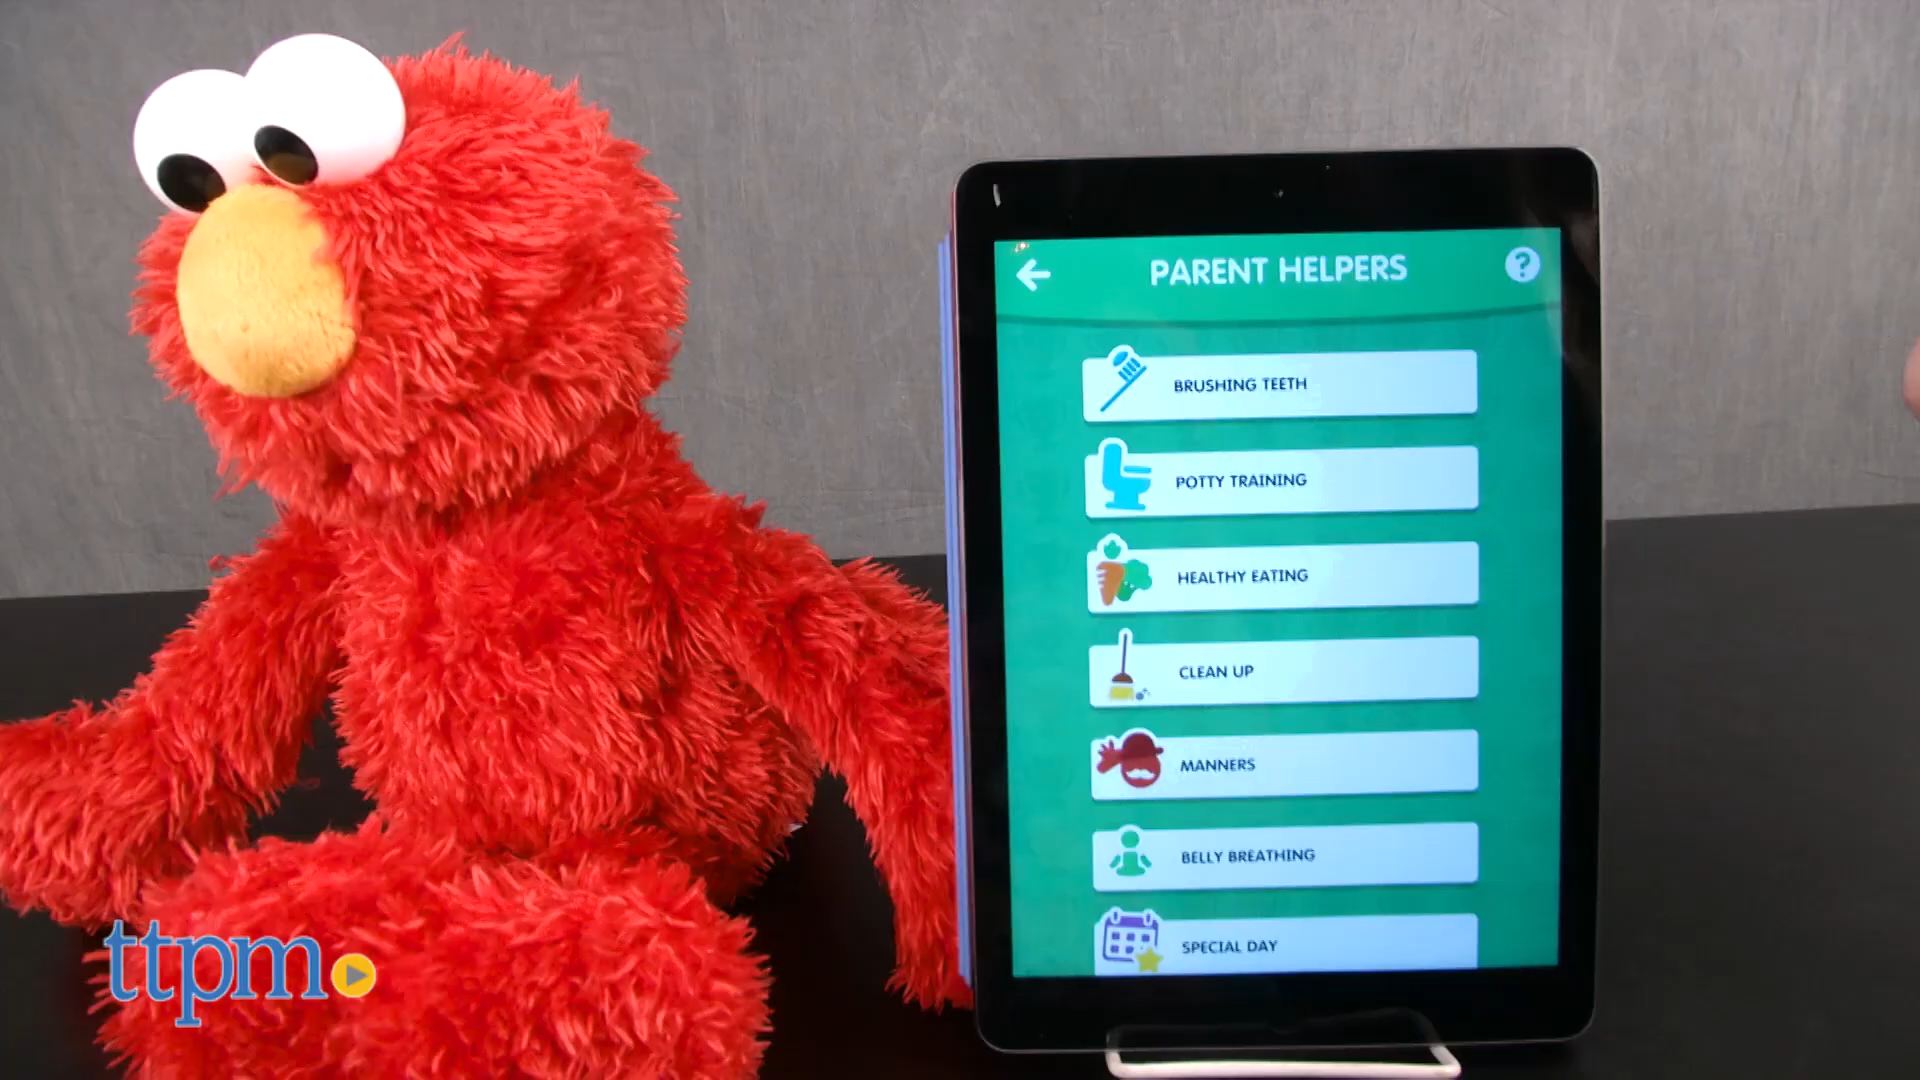 PARENT HELPERS
?
BRUSHING TEETH
POTTY TRAINING
HEALTHY EATING
CLEAN UP
MANNERS
BELLY BREATHING
SPECIAL DAY
ttpm